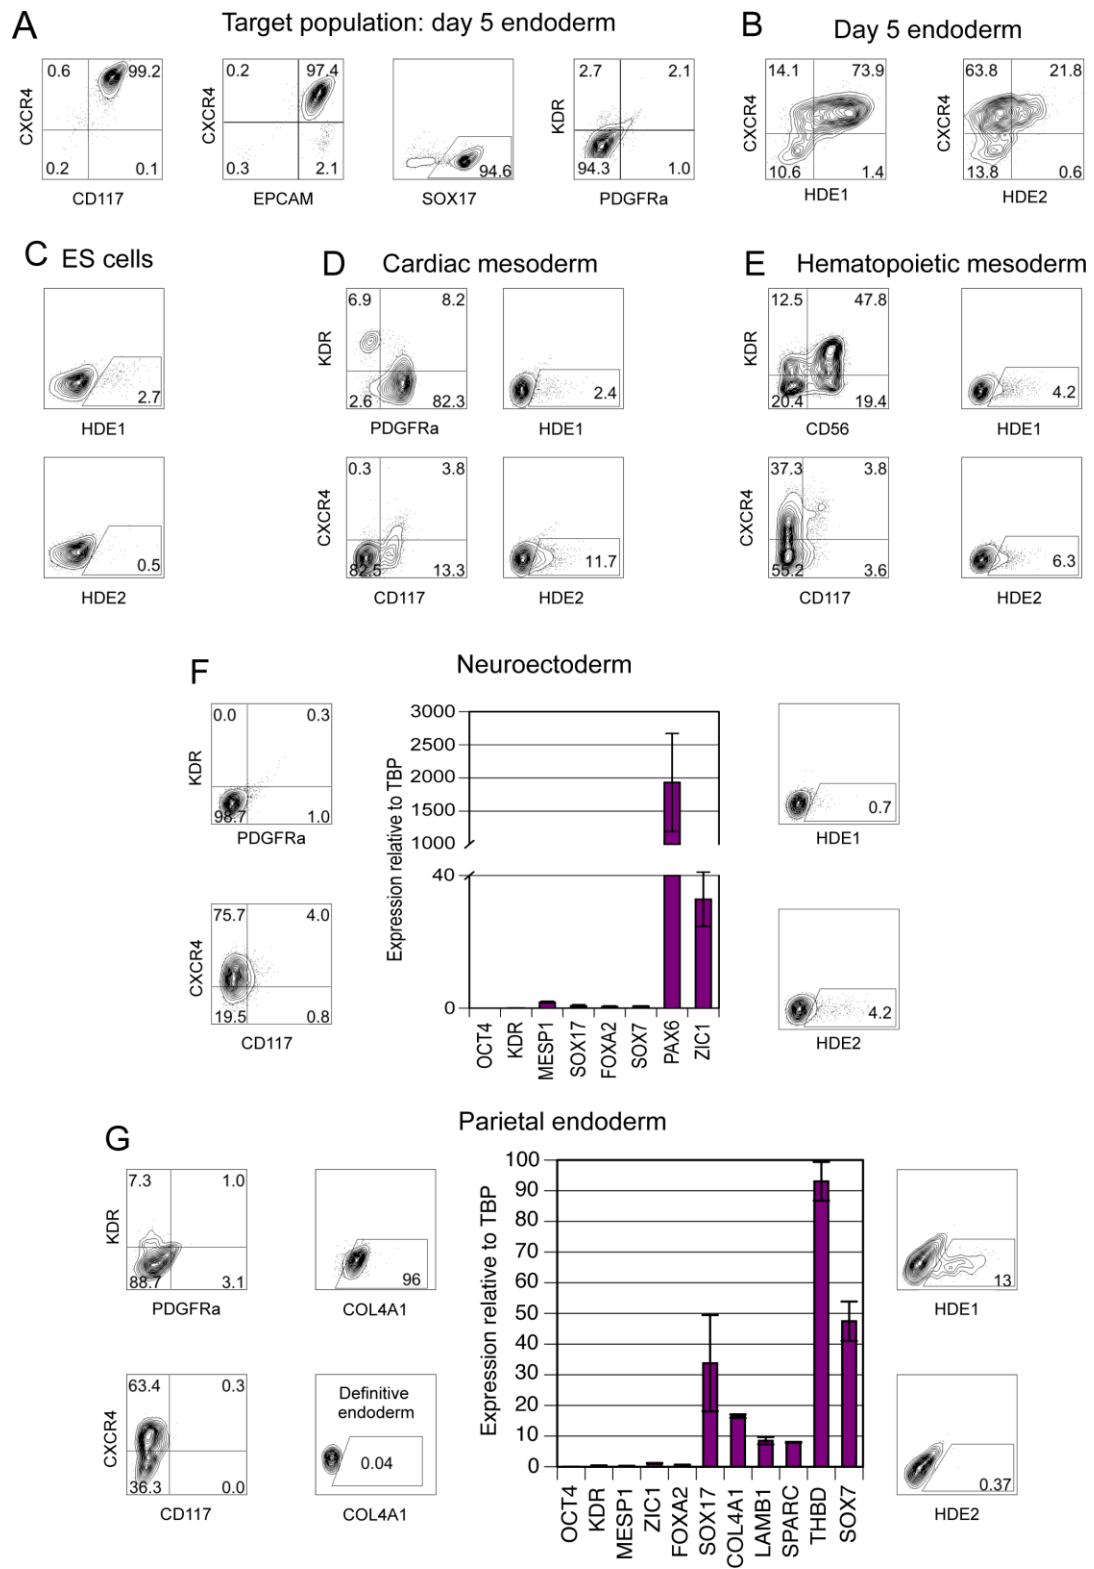 A
Target population: day 5 endoderm
B
Day 5 endoderm
0.6 99.2
0.2 0.1
CXCR4
CD117
0.2 97.4
0.3 2.1
CXCR4
EPCAM
94.6
SOX17
2.7 2.1
94.3 1.0
KDR
PDGFRa
14.1 73.9
10.6 1.4
CXCR4
HDE1
63.8 21.8
13.8 0.6
CXCR4
HDE2
C ES cells
2.7
HDE1
0.5
HDE2
D Cardiac mesoderm
6.9 8.2
2.6 82.3
KDR
PDGFRa
2.4
HDE1
0.3 3.8
82.5 13.3
CXCR4
CD117
11.7
HDE2
E Hematopoietic mesoderm
12.5 47.8
20.4 19.4
KDR
CD56
4.2
HDE1
37.3 3.8
55.2 3.6
CXCR4
CD117
6.3
HDE2
F
Neuroectoderm
0.0 0.3
98.7 1.0
KDR
PDGFRa
75.7 4.0
19.5 0.8
CXCR4
CD117
Expression relative to TBP
3000
2500
2000
1500
1000
40
0
OCT4
KDR
MESP1
SOX17
FOXA2
SOX7
PAX6
ZIC1
0.7
HDE1
4.2
HDE2
G
Parietal endoderm
7.3 1.0
88.7 3.1
KDR
PDGFRa
96
COL4A1
63.4 0.3
36.3 0.0
CXCR4
CD117
Definitive
endoderm
0.04
COL4A1
Expression relative to TBP
100
90
80
70
60
50
40
30
20
10
0
OCT4
KDR
MESP1
ZIC1
FOXA2
SOX17
COL4A1
LAMB1
SPARC
THBD
SOX7
13
HDE1
0.37
HDE2